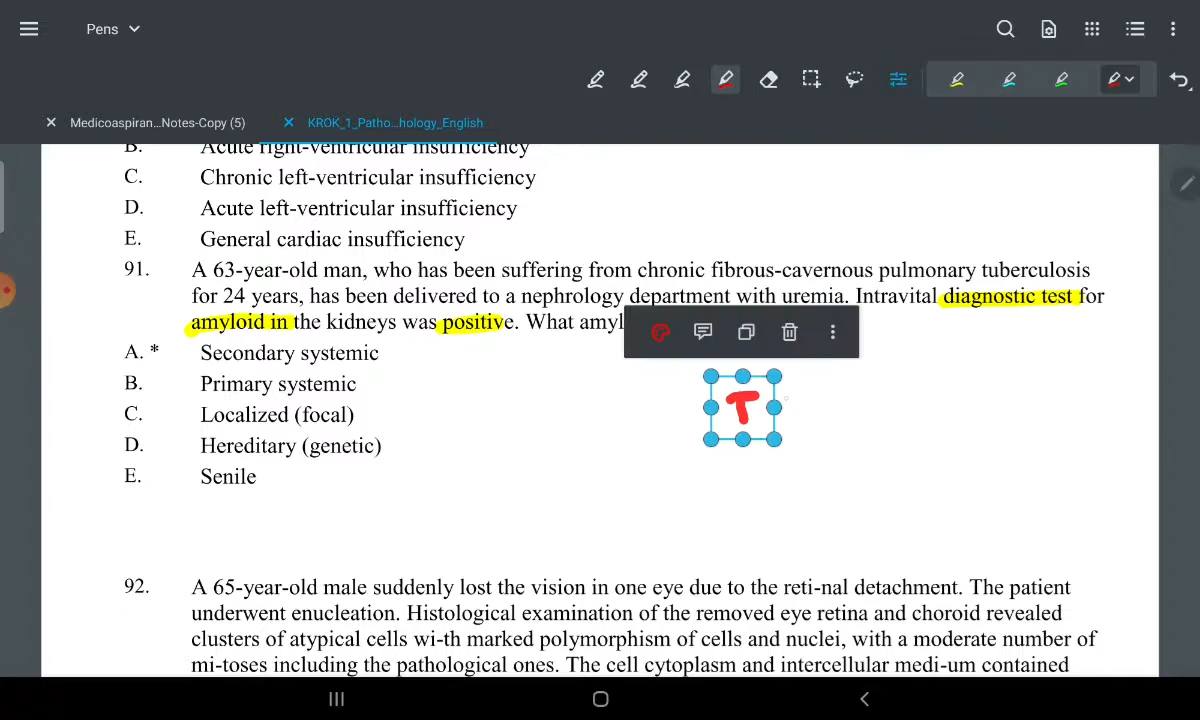 Pens
Medicoaspiran...Notes-Copy (5)
KROK_1_Patho...hology_English
B. Acute right-ventricular insufficiency
C. Chronic left-ventricular insufficiency
D. Acute left-ventricular insufficiency
E. General cardiac insufficiency
91. A 63-year-old man, who has been suffering from chronic fibrous-cavernous pulmonary tuberculosis
for 24 years, has been delivered to a nephrology department with uremia. Intravital diagnostic test for
amyloid in the kidneys was positive. What amyl
A. * Secondary systemic
B. Primary systemic
C. Localized (focal)
D. Hereditary (genetic)
E. Senile
T
92. A 65-year-old male suddenly lost the vision in one eye due to the reti-nal detachment. The patient
underwent enucleation. Histological examination of the removed eye retina and choroid revealed
clusters of atypical cells wi-th marked polymorphism of cells and nuclei, with a moderate number of
mi-toses including the pathological ones. The cell cytoplasm and intercellular medi-um contained